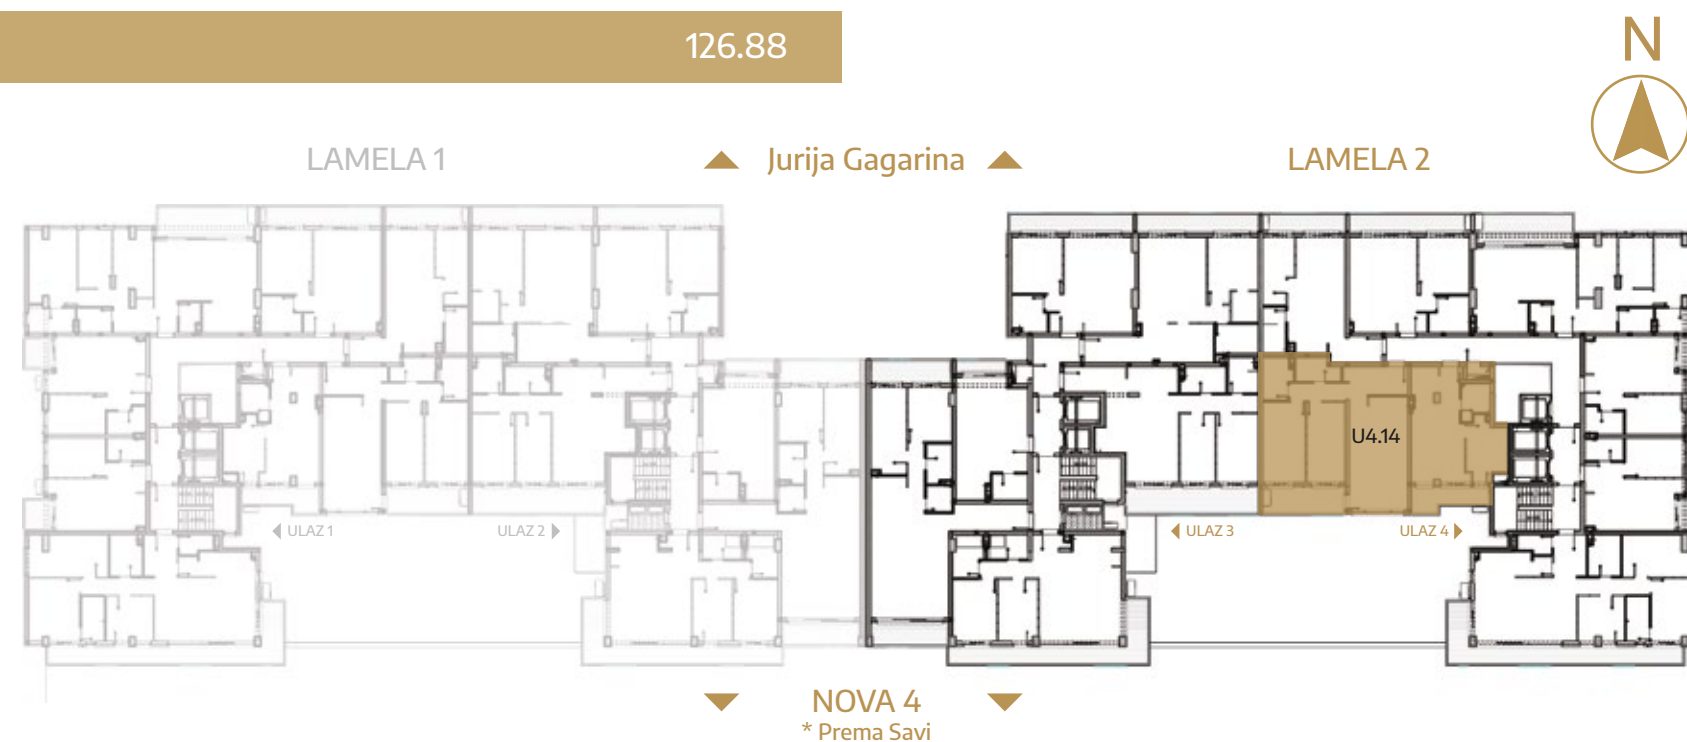 126.88
N
LAMELA 1
Jurija Gagarina
LAMELA 2
U4.14
ULAZ 1
ULAZ 2
ULAZ 3
ULAZ 4
NOVA 4
* Prema Savi